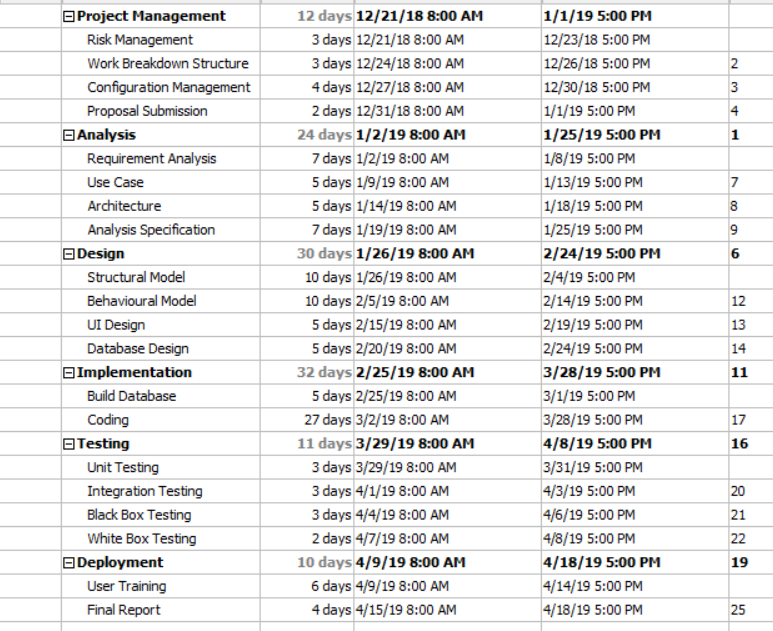 Project Management 12 days 12/21/18 8:00 AM 1/1/19 5:00 PM
Risk Management 3 days 12/21/18 8:00 AM 12/23/18 5:00 PM
Work Breakdown Structure 3 days 12/24/18 8:00 AM 12/26/18 5:00 PM 2
Configuration Management 4 days 12/27/18 8:00 AM 12/30/18 5:00 PM 3
Proposal Submission 2 days 12/31/18 8:00 AM 1/1/19 5:00 PM 4
Analysis 24 days 1/2/19 8:00 AM 1/25/19 5:00 PM 1
Requirement Analysis 7 days 1/2/19 8:00 AM 1/8/19 5:00 PM
Use Case 5 days 1/9/19 8:00 AM 1/13/19 5:00 PM 7
Architecture 5 days 1/14/19 8:00 AM 1/18/19 5:00 PM 8
Analysis Specification 7 days 1/19/19 8:00 AM 1/25/19 5:00 PM 9
Design 30 days 1/26/19 8:00 AM 2/24/19 5:00 PM 6
Structural Model 10 days 1/26/19 8:00 AM 2/4/19 5:00 PM
Behavioural Model 10 days 2/5/19 8:00 AM 2/14/19 5:00 PM 12
UI Design 5 days 2/15/19 8:00 AM 2/19/19 5:00 PM 13
Database Design 5 days 2/20/19 8:00 AM 2/24/19 5:00 PM 14
Implementation 32 days 2/25/19 8:00 AM 3/28/19 5:00 PM 11
Build Database 5 days 2/25/19 8:00 AM 3/1/19 5:00 PM
Coding 27 days 3/2/19 8:00 AM 3/28/19 5:00 PM 17
Testing 11 days 3/29/19 8:00 AM 4/8/19 5:00 PM 16
Unit Testing 3 days 3/29/19 8:00 AM 3/31/19 5:00 PM
Integration Testing 3 days 4/1/19 8:00 AM 4/3/19 5:00 PM 20
Black Box Testing 3 days 4/4/19 8:00 AM 4/6/19 5:00 PM 21
White Box Testing 2 days 4/7/19 8:00 AM 4/8/19 5:00 PM 22
Deployment 10 days 4/9/19 8:00 AM 4/18/19 5:00 PM 19
User Training 6 days 4/9/19 8:00 AM 4/14/19 5:00 PM
Final Report 4 days 4/15/19 8:00 AM 4/18/19 5:00 PM 25